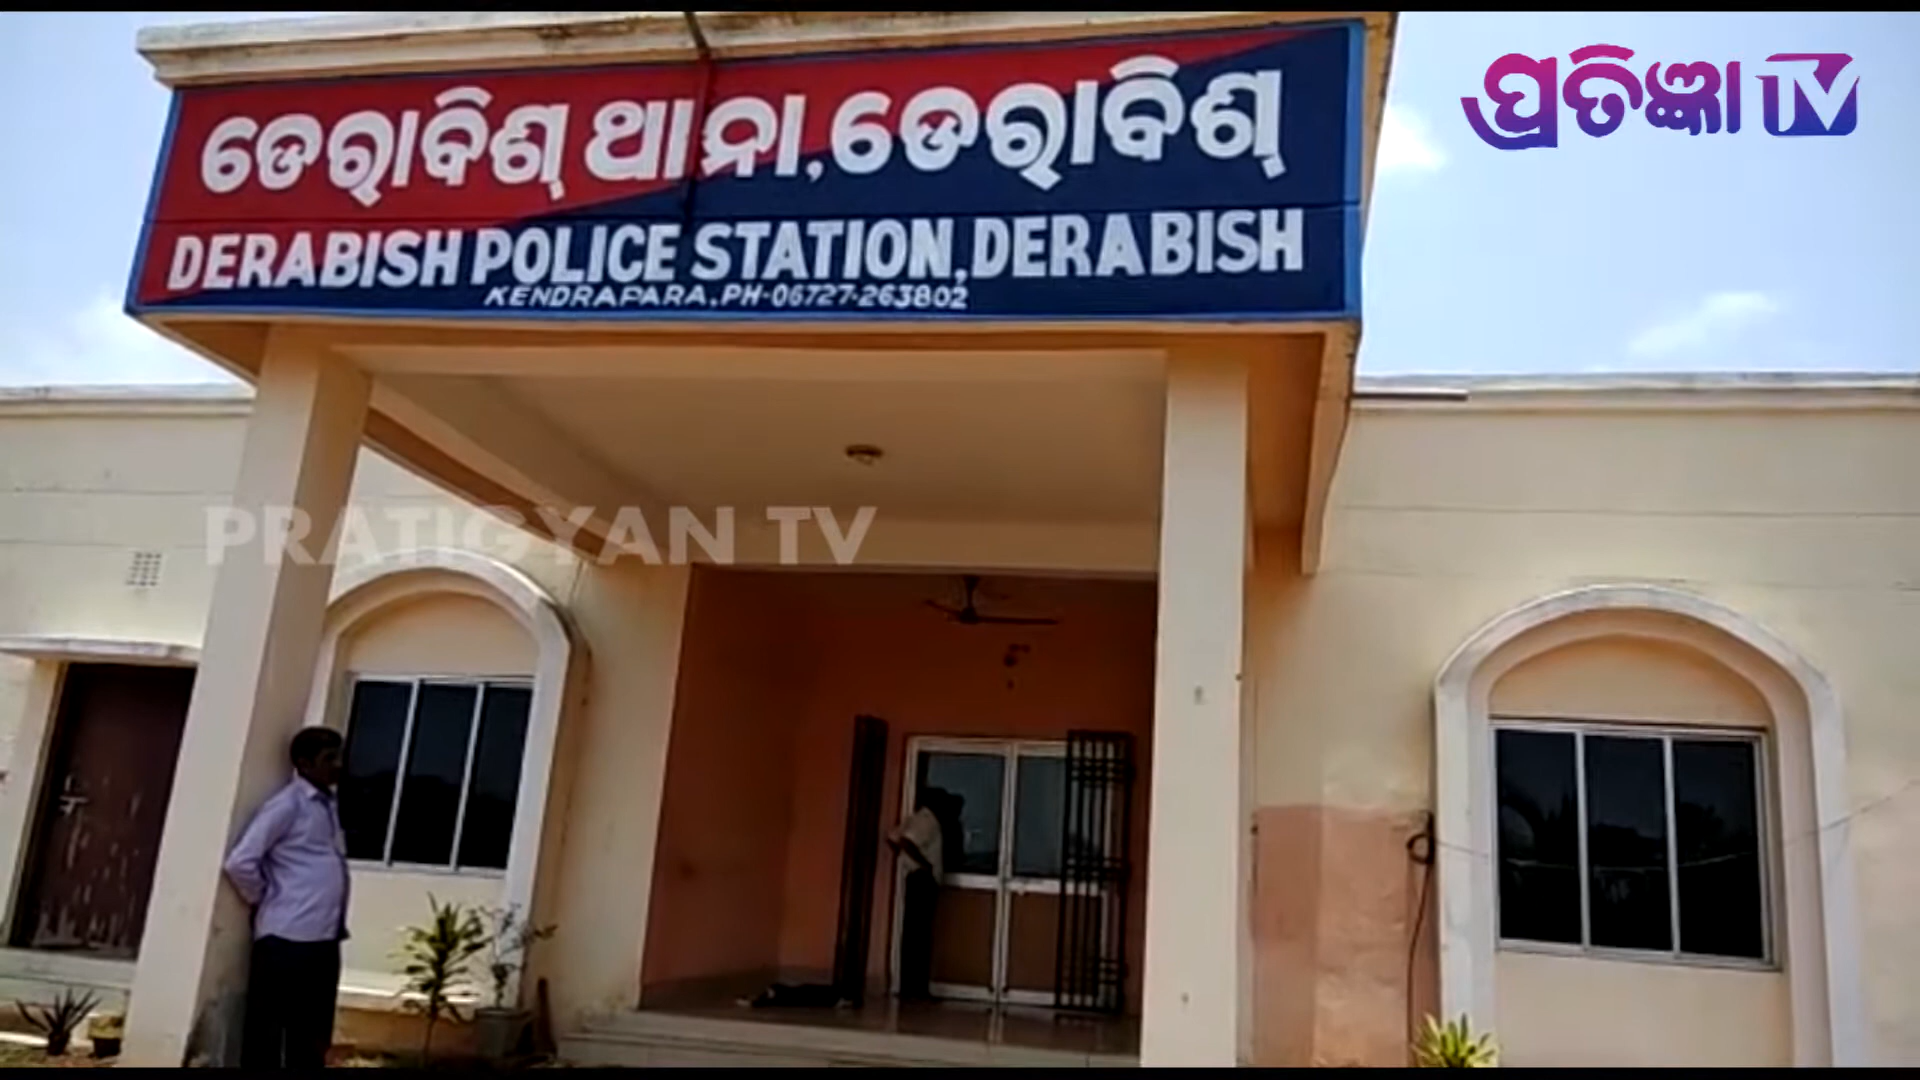 ପ୍ରତିଜ୍ଞା TV
ଡେରାବିଶ୍ ଥାନା, ଡେରାବିଶ୍
DERABISH POLICE STATION, DERABISH
KENDRAPARA. PH-06727-263802
PRATIGYAN TV